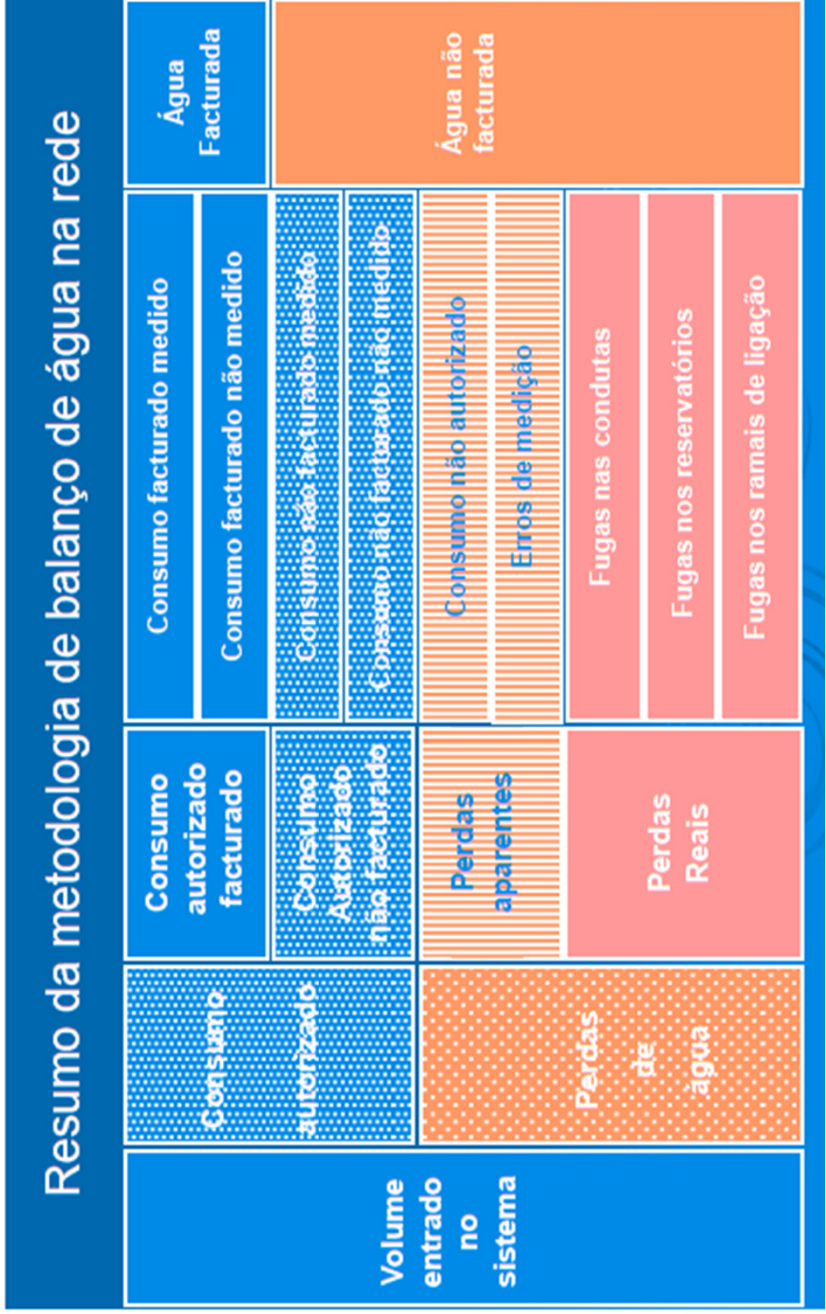 Resumo da metodologia de balanço de água na rede
Volume
entrado
no
sistema
Consumo
autorizado
Perdas
de
água
Consumo
autorizado
facturado
Consumo
Autorizado
não facturado
Perdas
aparentes
Perdas
Reais
Consumo facturado medido
Consumo facturado não medido
Consumo não facturado medido
Consumo não facturado não medido
Consumo não autorizado
Erros de medição
Fugas nas condutas
Fugas nos reservatórios
Fugas nos ramais de ligação
Água
Facturada
Água não
facturada